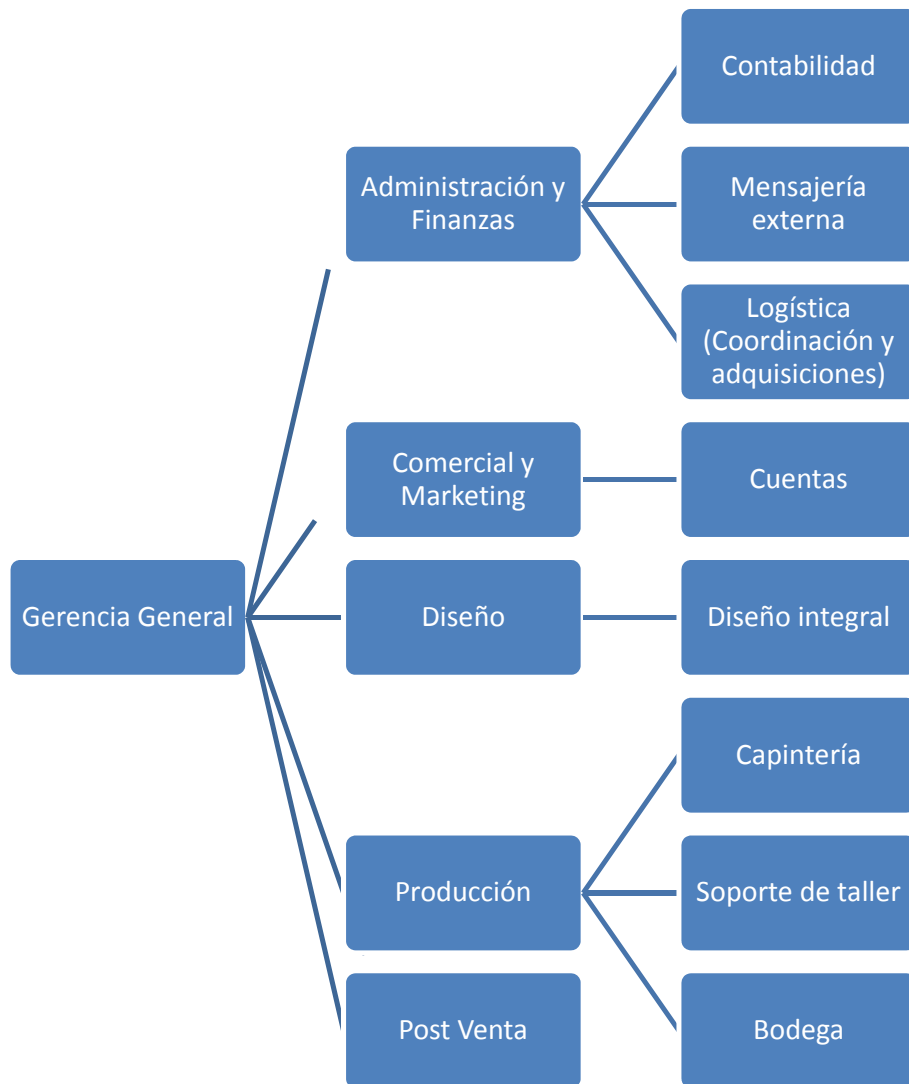 Contabilidad
Administración y
Finanzas
Mensajería
externa
Logística
(Coordinación y
adquisiciones)
Comercial y
Marketing
Cuentas
Gerencia General
Diseño
Diseño integral
Capintería
Producción
Soporte de taller
Post Venta
Bodega